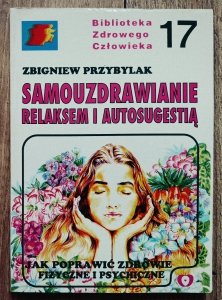 Biblioteka
Zdrowego
Człowieka
17
ZBIGNIEW PRZYBYLAK
SAMOUZDRAWIANIE
RELAKSEM I AUTOSUGESTIĄ
JAK POPRAWIĆ ZDROWIE
FIZYCZNE I PSYCHICZNE